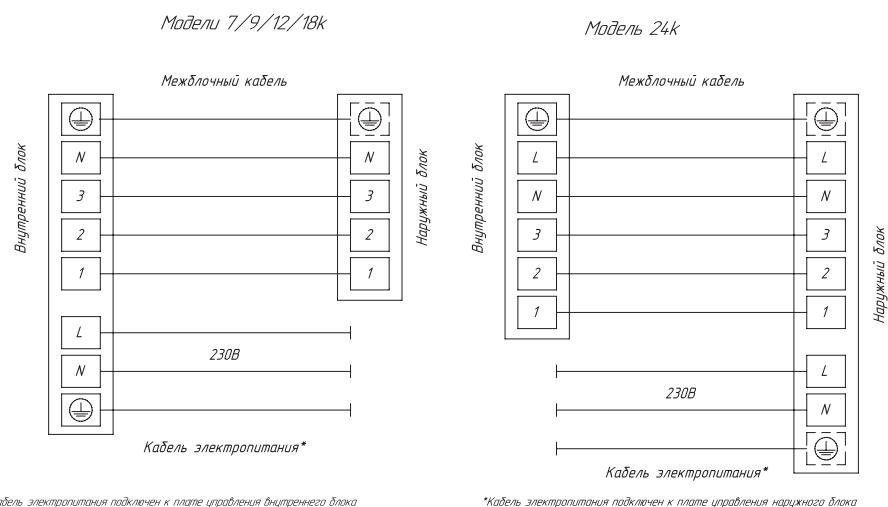 Модели 7/9/12/18k
Межблочный кабель
Внутренний блок
N
3
2
1
L
N
N
3
2
1
Наружный блок
230В
Кабель электропитания*
кабель электропитания подключен к плате управления внутреннего блока
Модель 24k
Межблочный кабель
Внутренний блок
L
N
3
2
1
L
N
3
2
1
L
N
Наружный блок
230В
Кабель электропитания*
*Кабель электропитания подключен к плате управления наружного блока